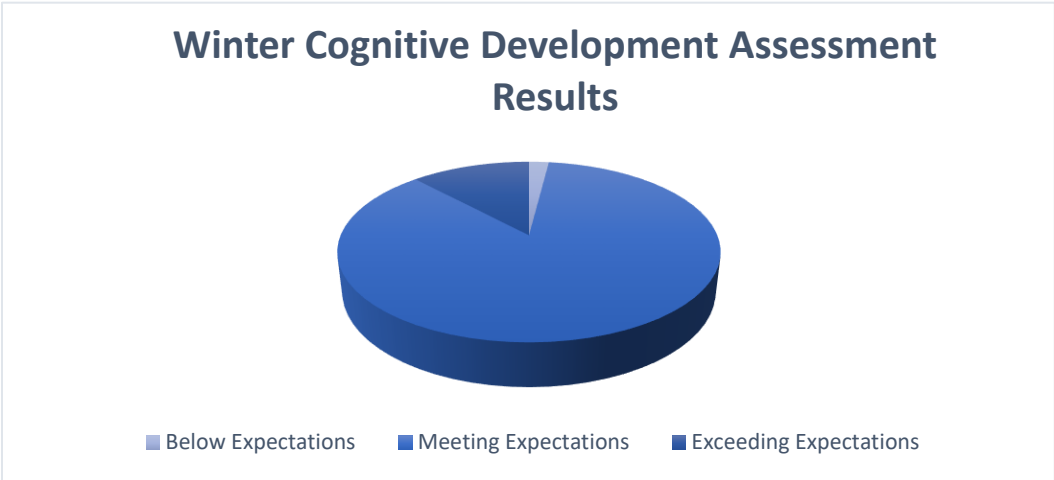 Winter Cognitive Development Assessment
Results
Below Expectations Meeting Expectations Exceeding Expectations